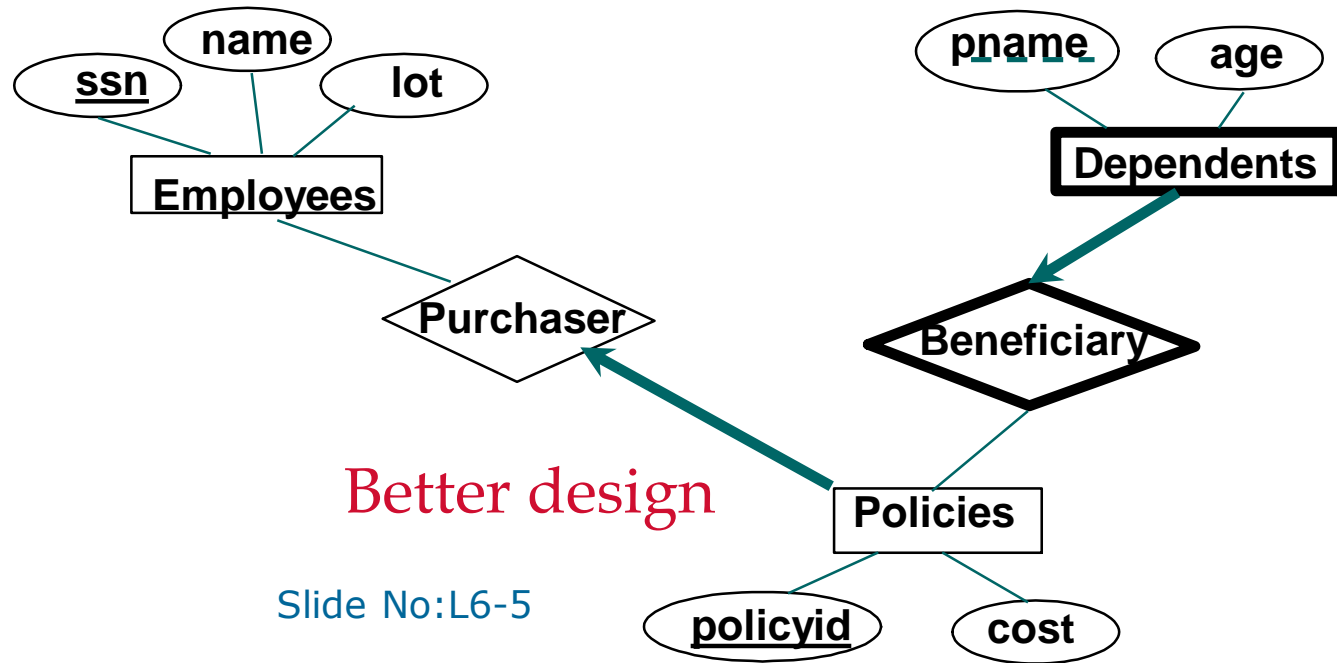 name
ssn
lot
Employees
pname
age
Dependents
Purchaser
Beneficiary
Better design
Policies
Slide No:L6-5
policyid
cost